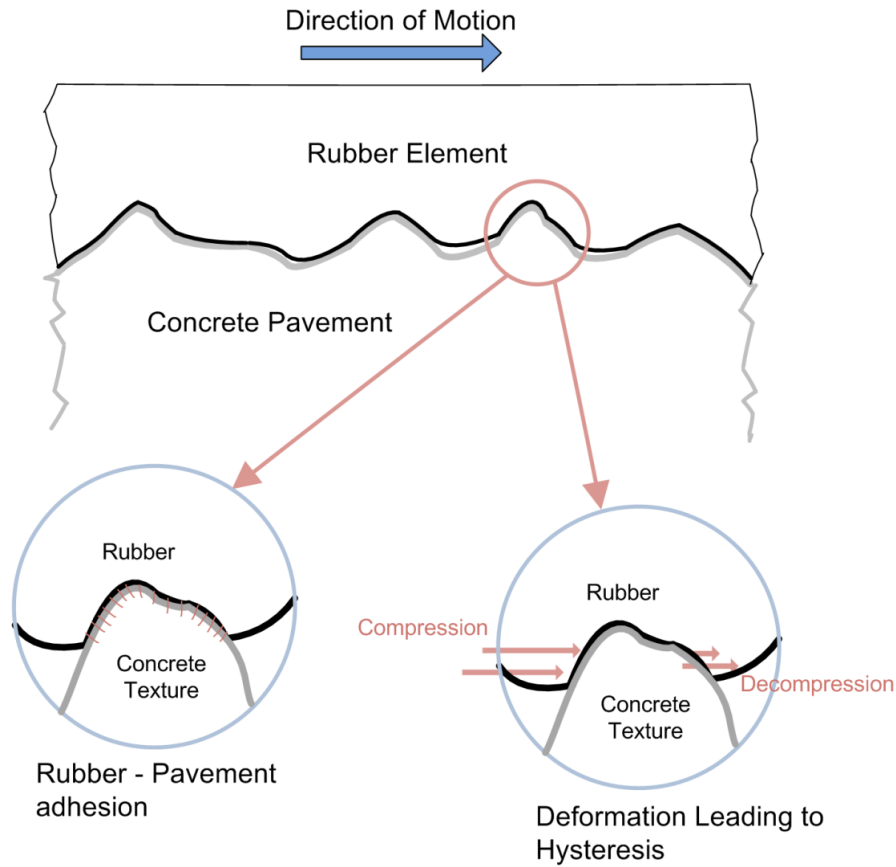 Direction of Motion
Rubber Element
Concrete Pavement
Rubber
Concrete
Texture
Rubber - Pavement
adhesion
Rubber
Compression
Decompression
Concrete
Texture
Deformation Leading to
Hysteresis